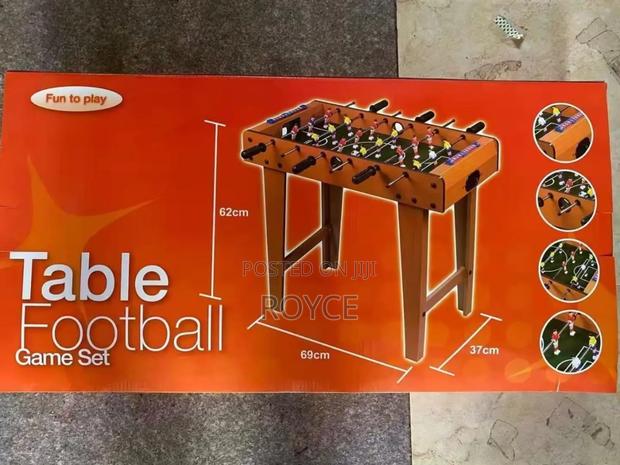 Fun to play
62cm
POSTED ON JIJI
ROYCE
Table
Football
Game Set
69cm
37cm